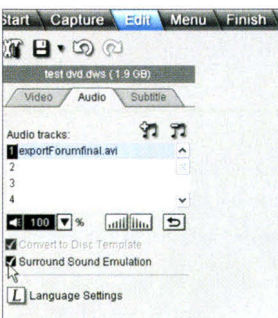 Start Capture Edit Menu Finish
test dvd.dws (1.9 GB)
Video Audio Subtitle
Audio tracks:
1 exportForumfinal.avi
2
3
4
100 %
Convert to Disc Template
Surround Sound Emulation
L Language Settings